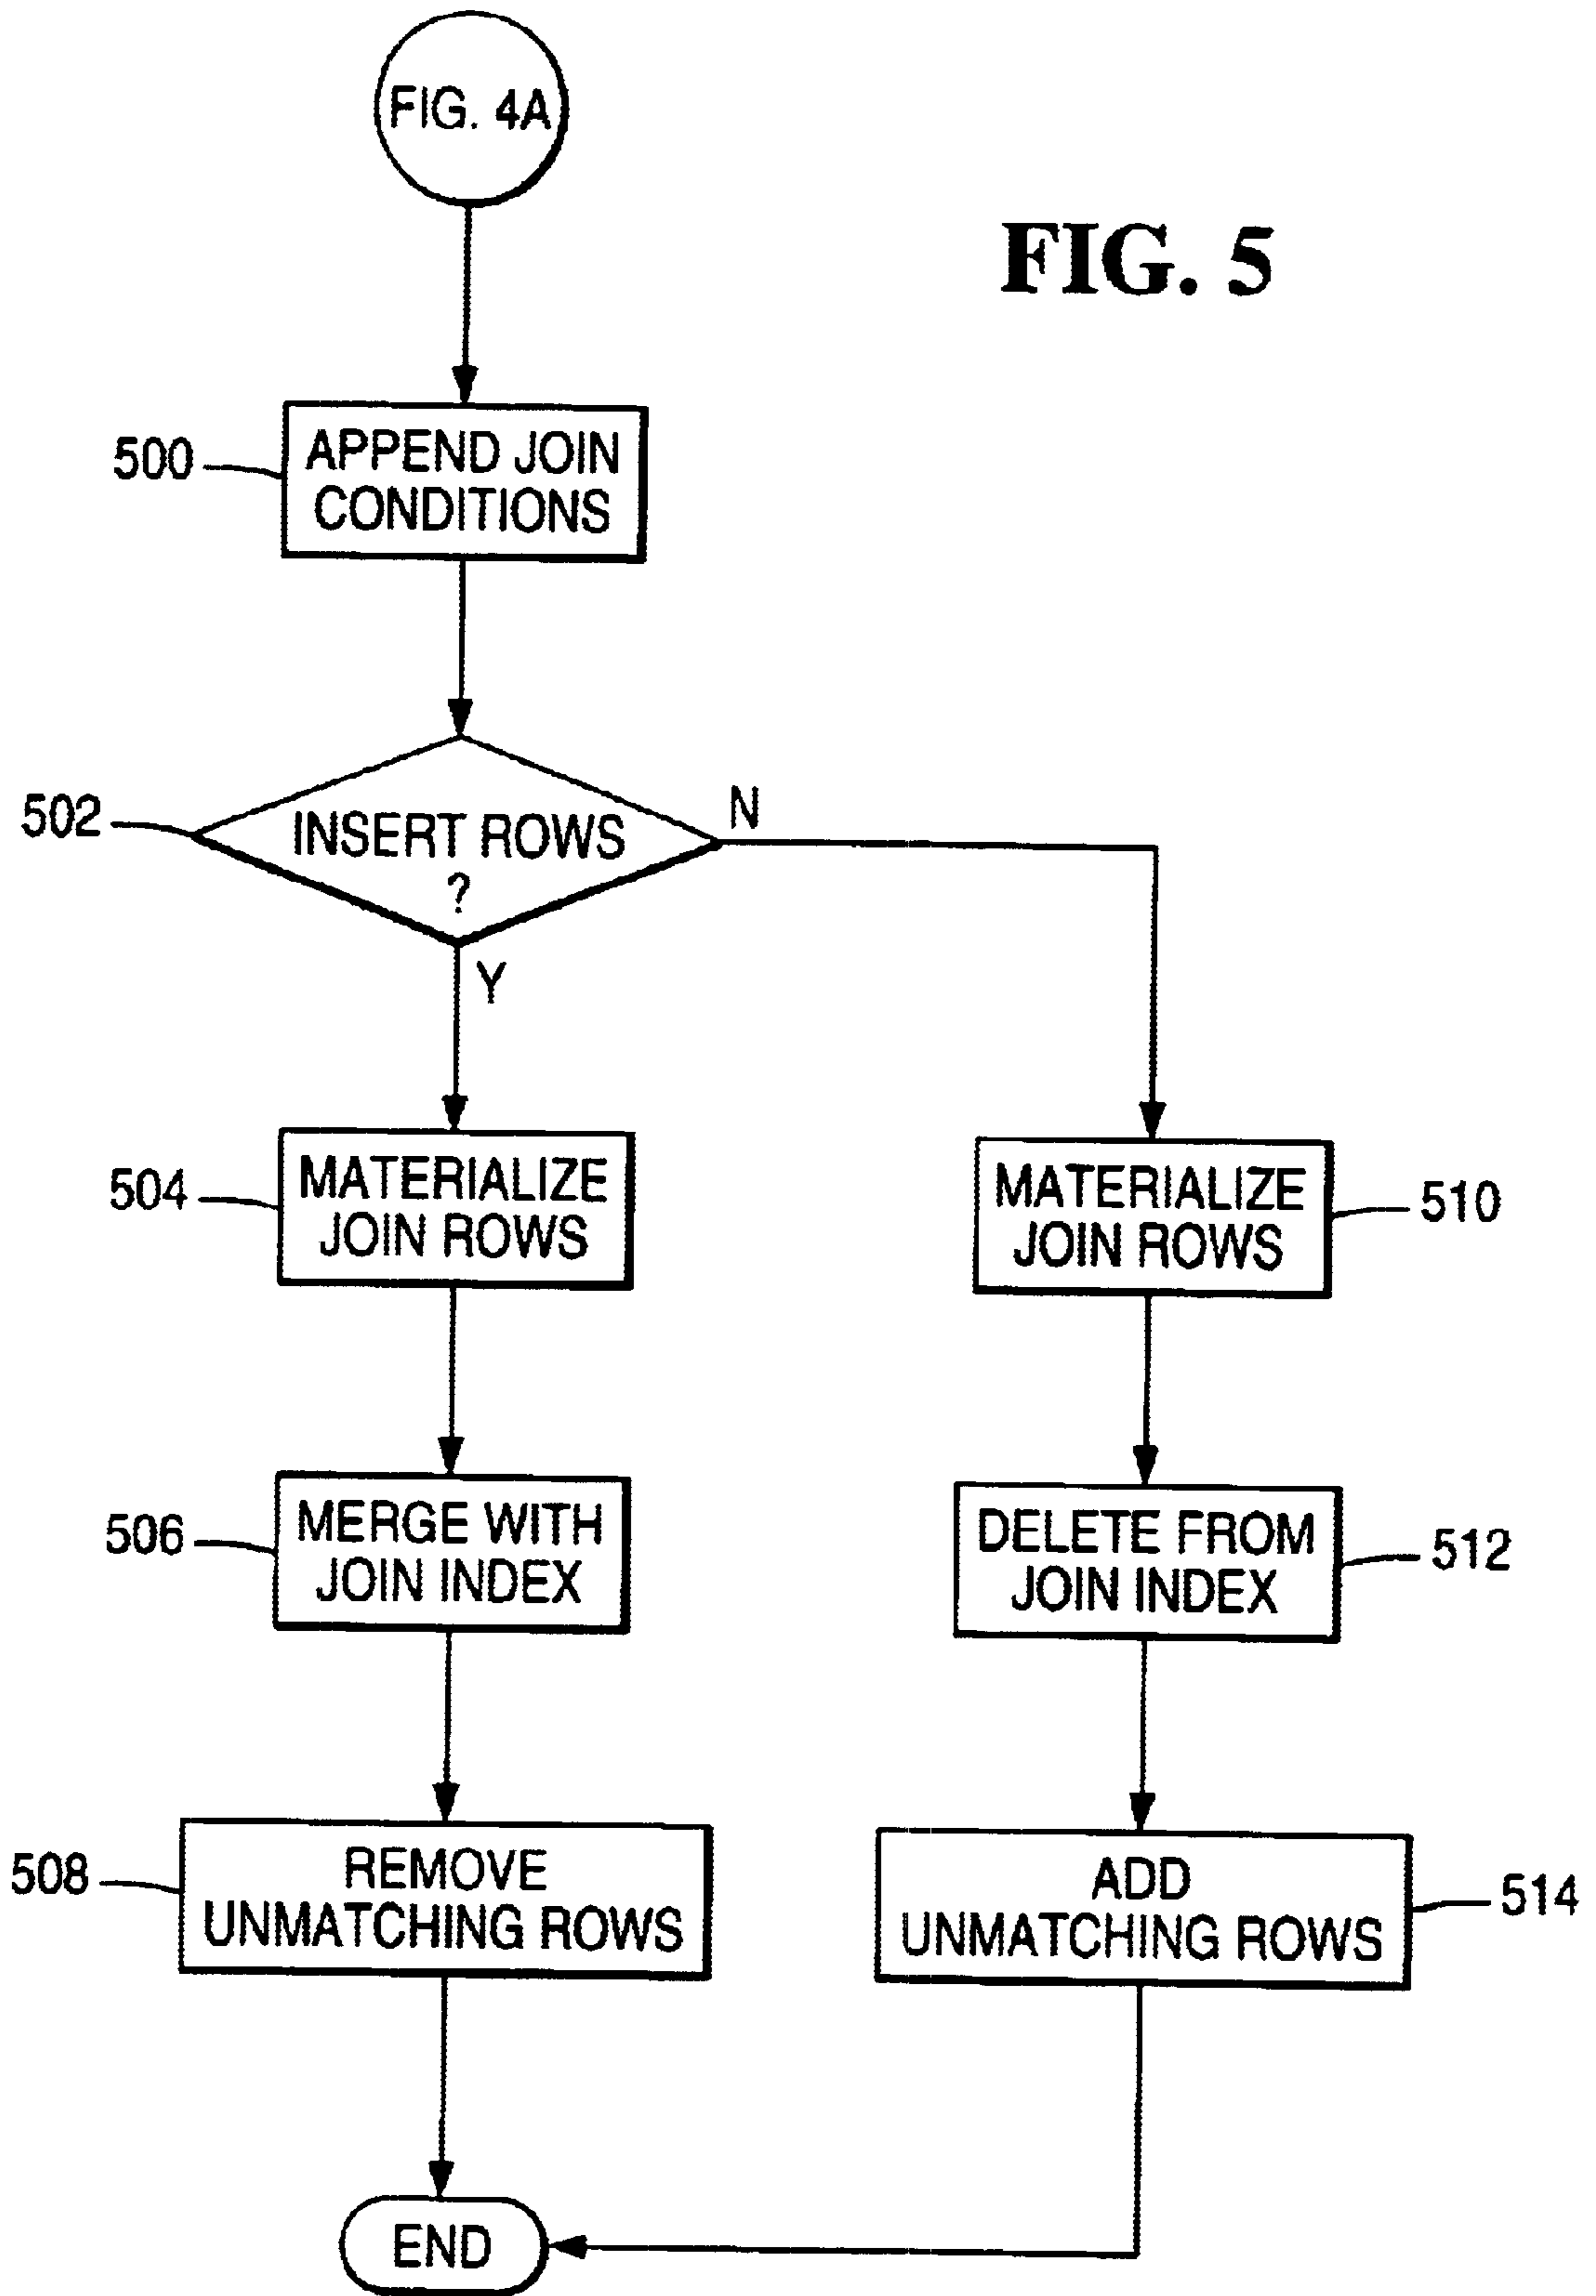 FIG. 4A
FIG. 5
500
APPEND JOIN
CONDITIONS
502
INSERT ROWS
?
N
Y
504
MATERIALIZE
JOIN ROWS
MATERIALIZE
JOIN ROWS
510
506
MERGE WITH
JOIN INDEX
DELETE FROM
JOIN INDEX
512
508
REMOVE
UNMATCHING ROWS
ADD
UNMATCHING ROWS
514
END